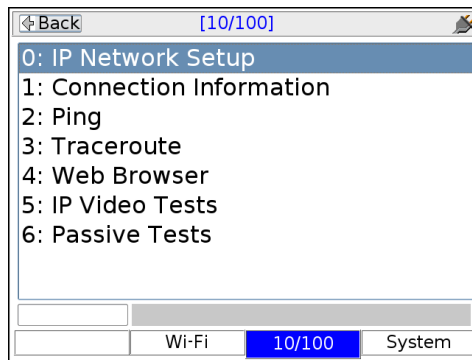 Back [10/100]
0: IP Network Setup
1: Connection Information
2: Ping
3: Traceroute
4: Web Browser
5: IP Video Tests
6: Passive Tests
Wi-Fi 10/100 System